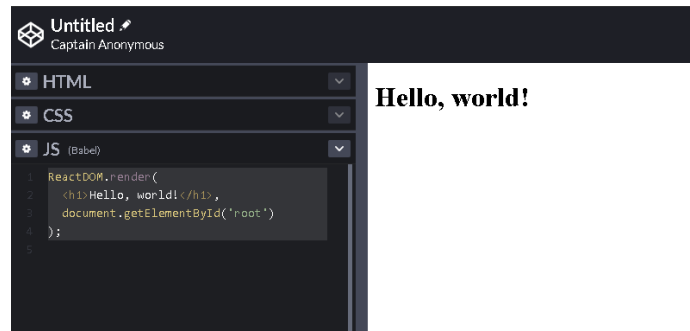 Untitled
Captain Anonymous
HTML
CSS
JS (Babel)
1 ReactDOM.render(
2 <h1>Hello, world!</h1>,
3 document.getElementById('root')
4 );
5
Hello, world!